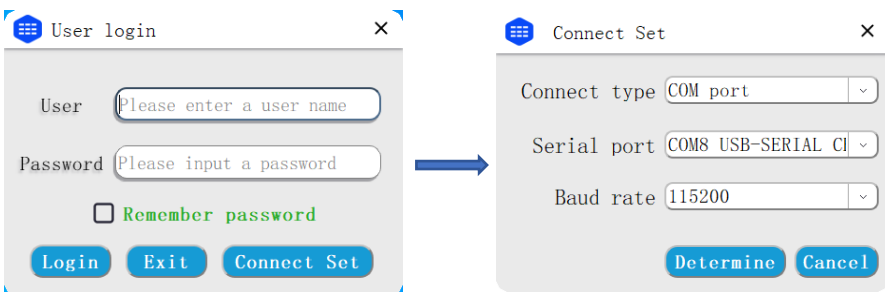 User login
User Please enter a user name
Password Please input a password
Remember password
Login Exit Connect Set
Connect Set
Connect type COM port
Serial port COM8 USB-SERIAL
Baud rate 115200
Determine Cancel